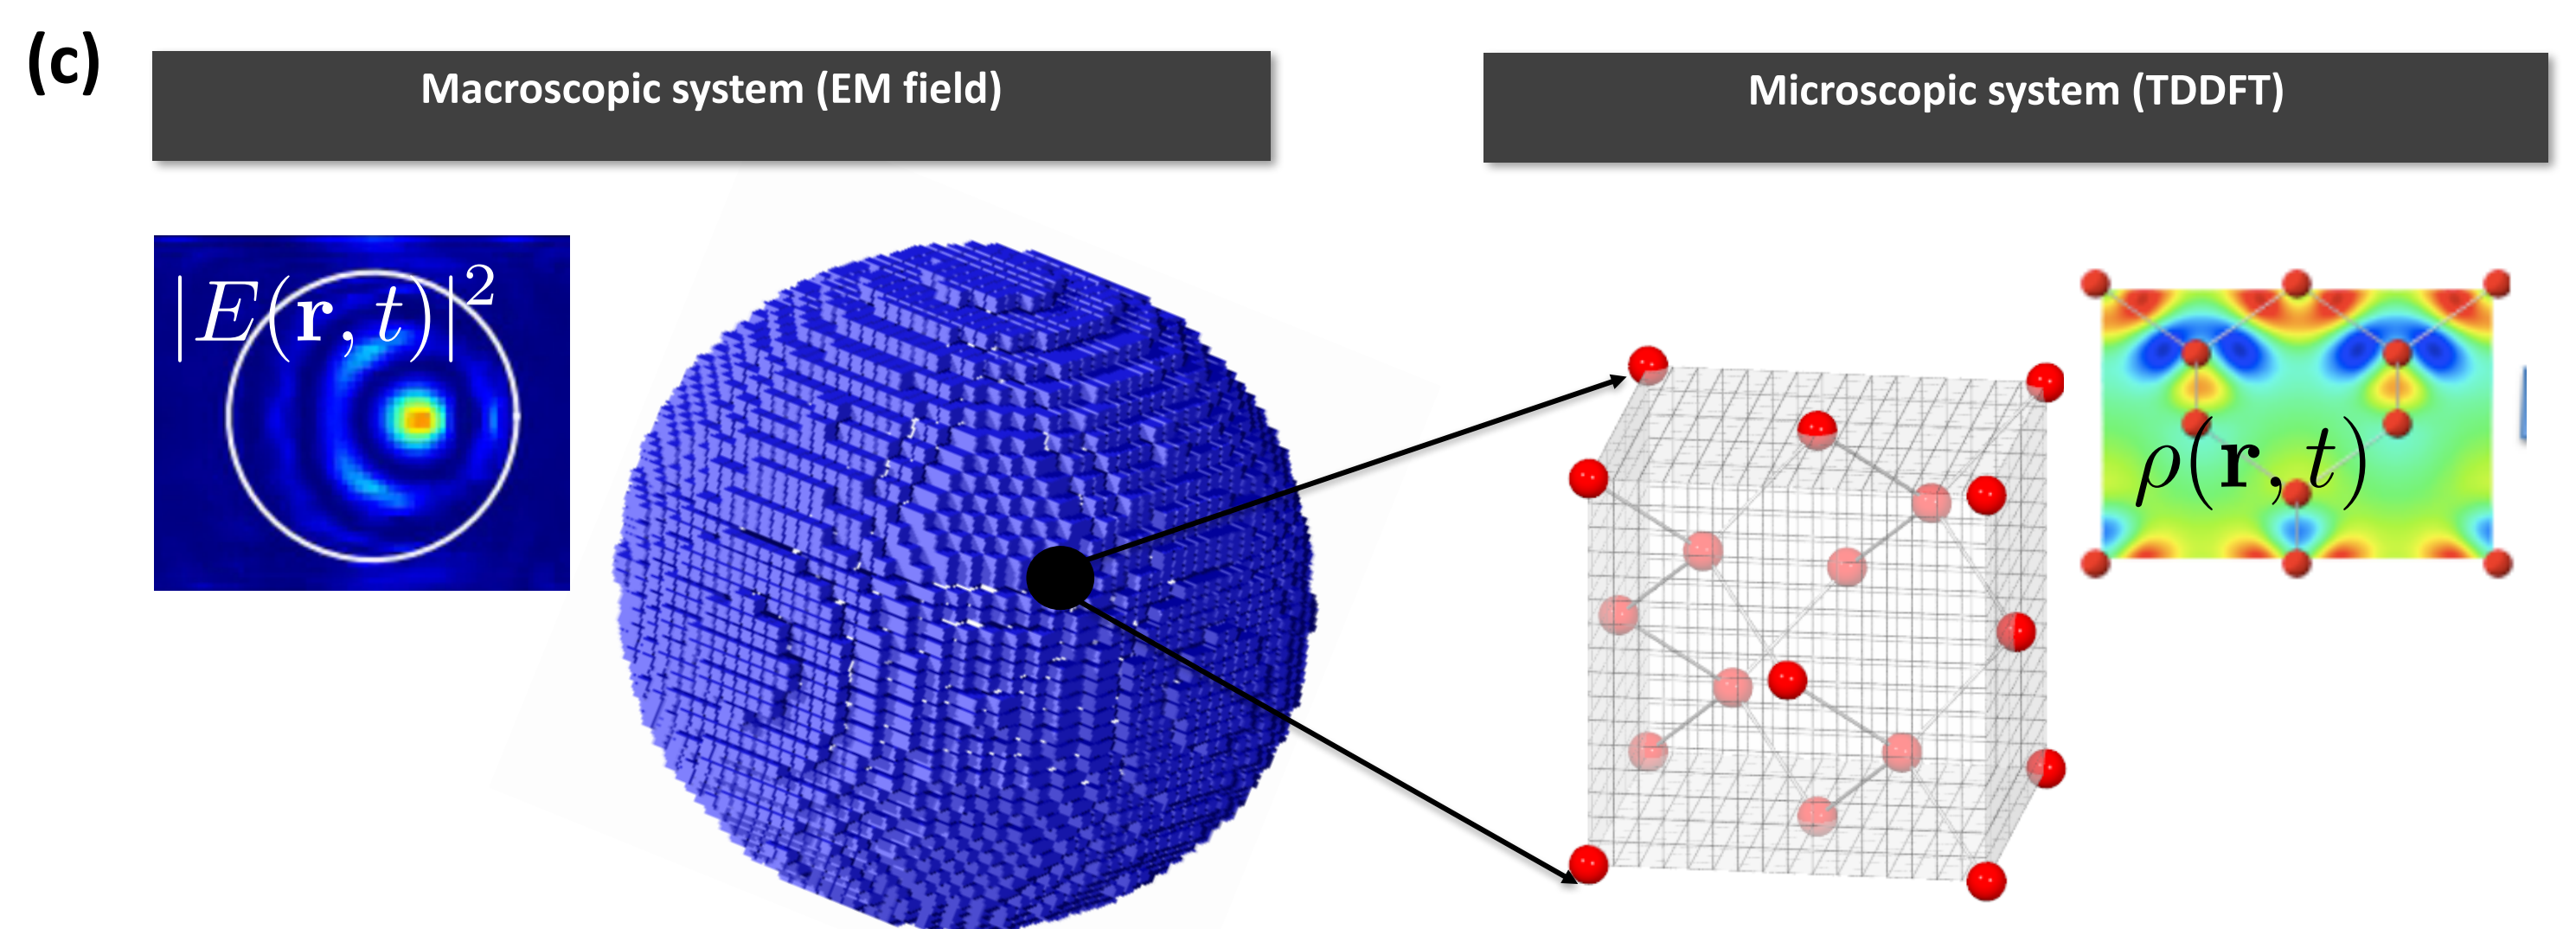 (c)
Macroscopic system (EM field)
Microscopic system (TDDFT)
|E(r, t)|²
ρ(r, t)